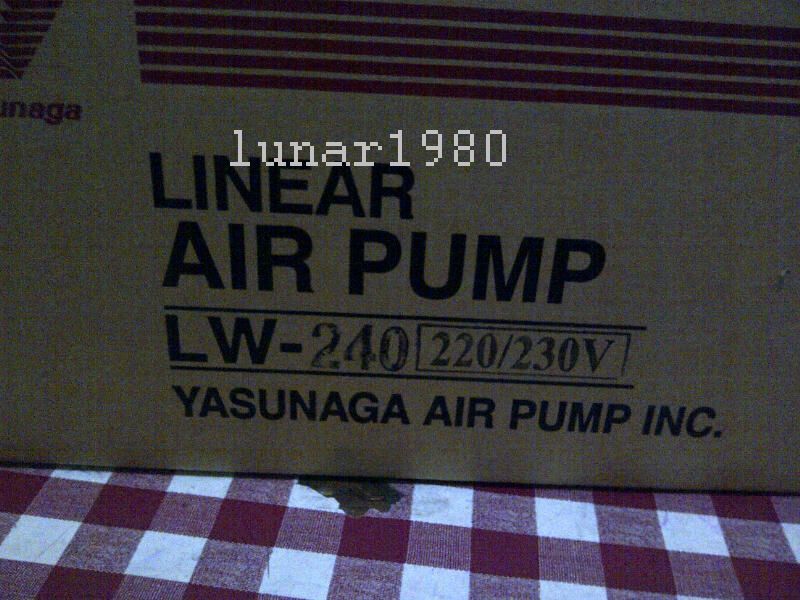 unaga
lunar1980
LINEAR
AIR PUMP
LW-240 220/230V
YASUNAGA AIR PUMP INC.